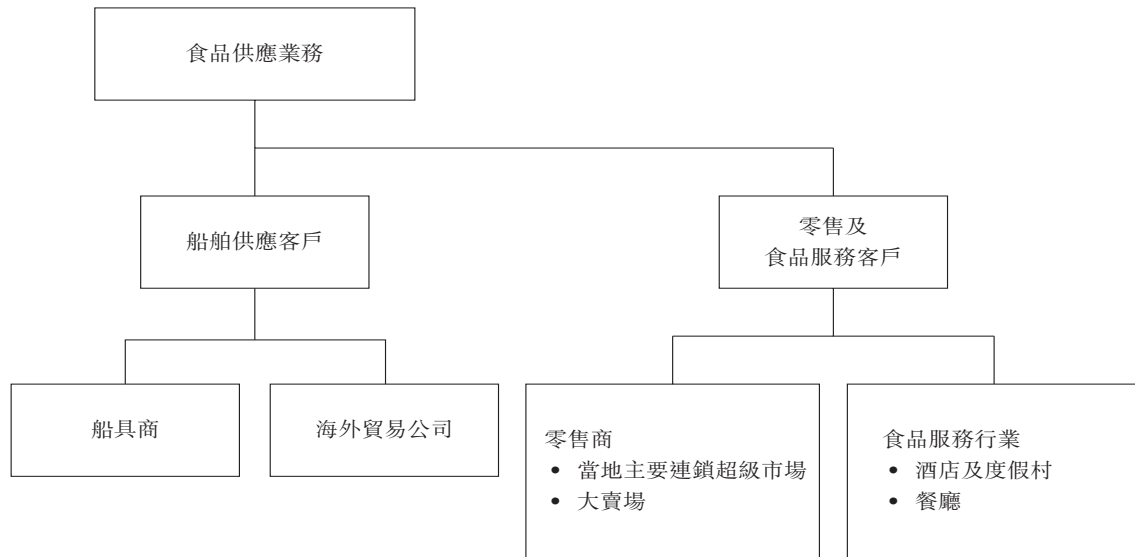 食品供應業務
船舶供應客戶
零售及
食品服務客戶
船具商
海外貿易公司
零售商
• 當地主要連鎖超級市場
• 大賣場
食品服務行業
• 酒店及度假村
• 餐廳